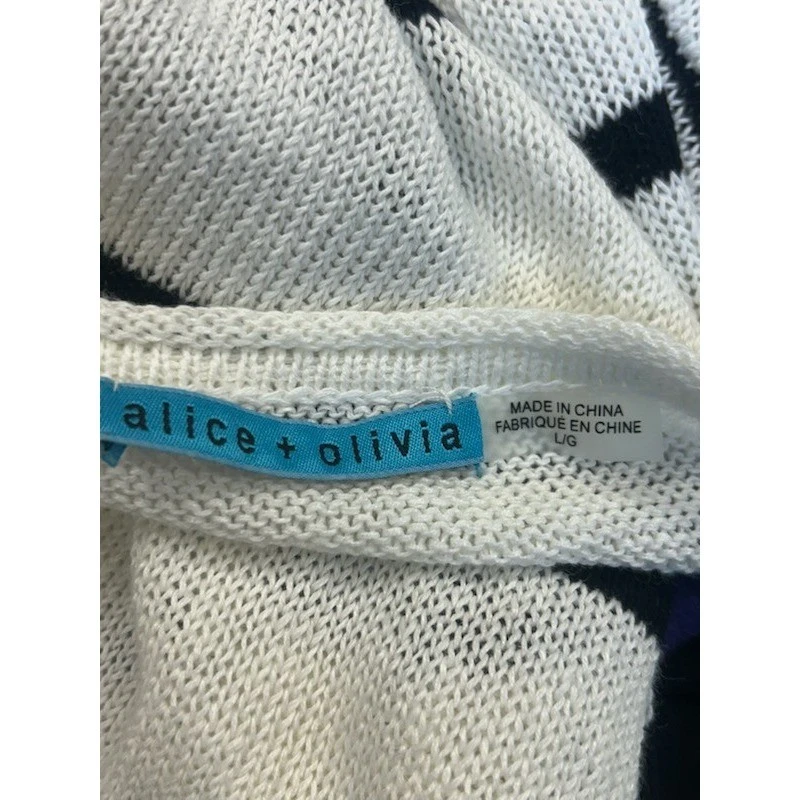 alice + olivia
MADE IN CHINA
FABRIQUÉ EN CHINE
L/G